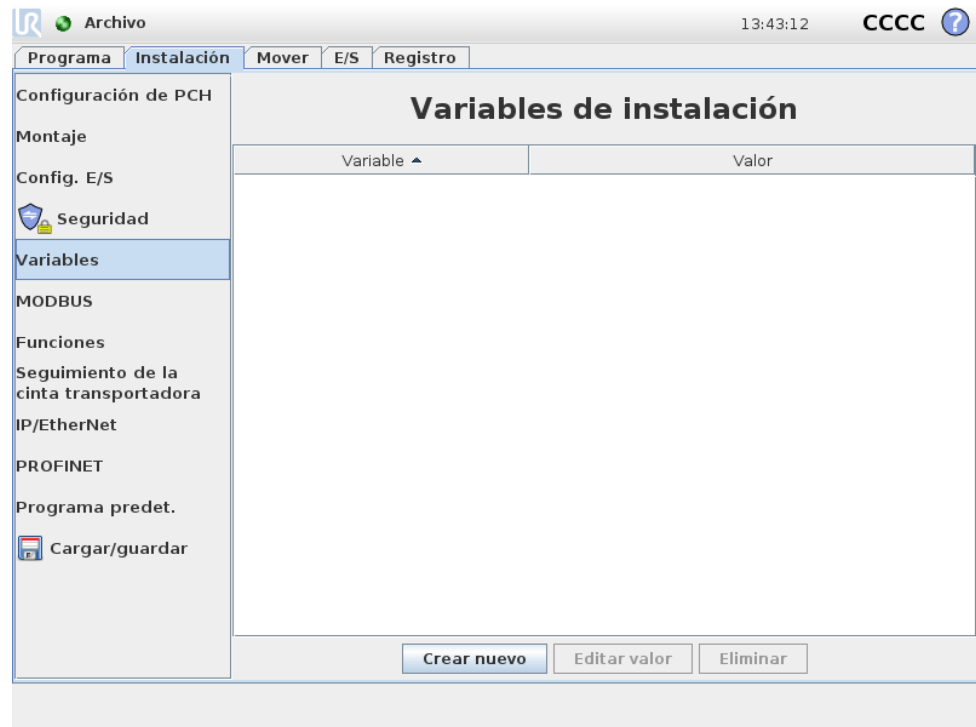 UR Archivo 13:43:12 CCCC ?
Programa Instalación Mover E/S Registro
Configuración de PCH
Montaje
Config. E/S
Seguridad
Variables
MODBUS
Funciones
Seguimiento de la
cinta transportadora
IP/EtherNet
PROFINET
Programa predet.
Cargar/guardar
Variables de instalación
Variable Valor
Crear nuevo Editar valor Eliminar